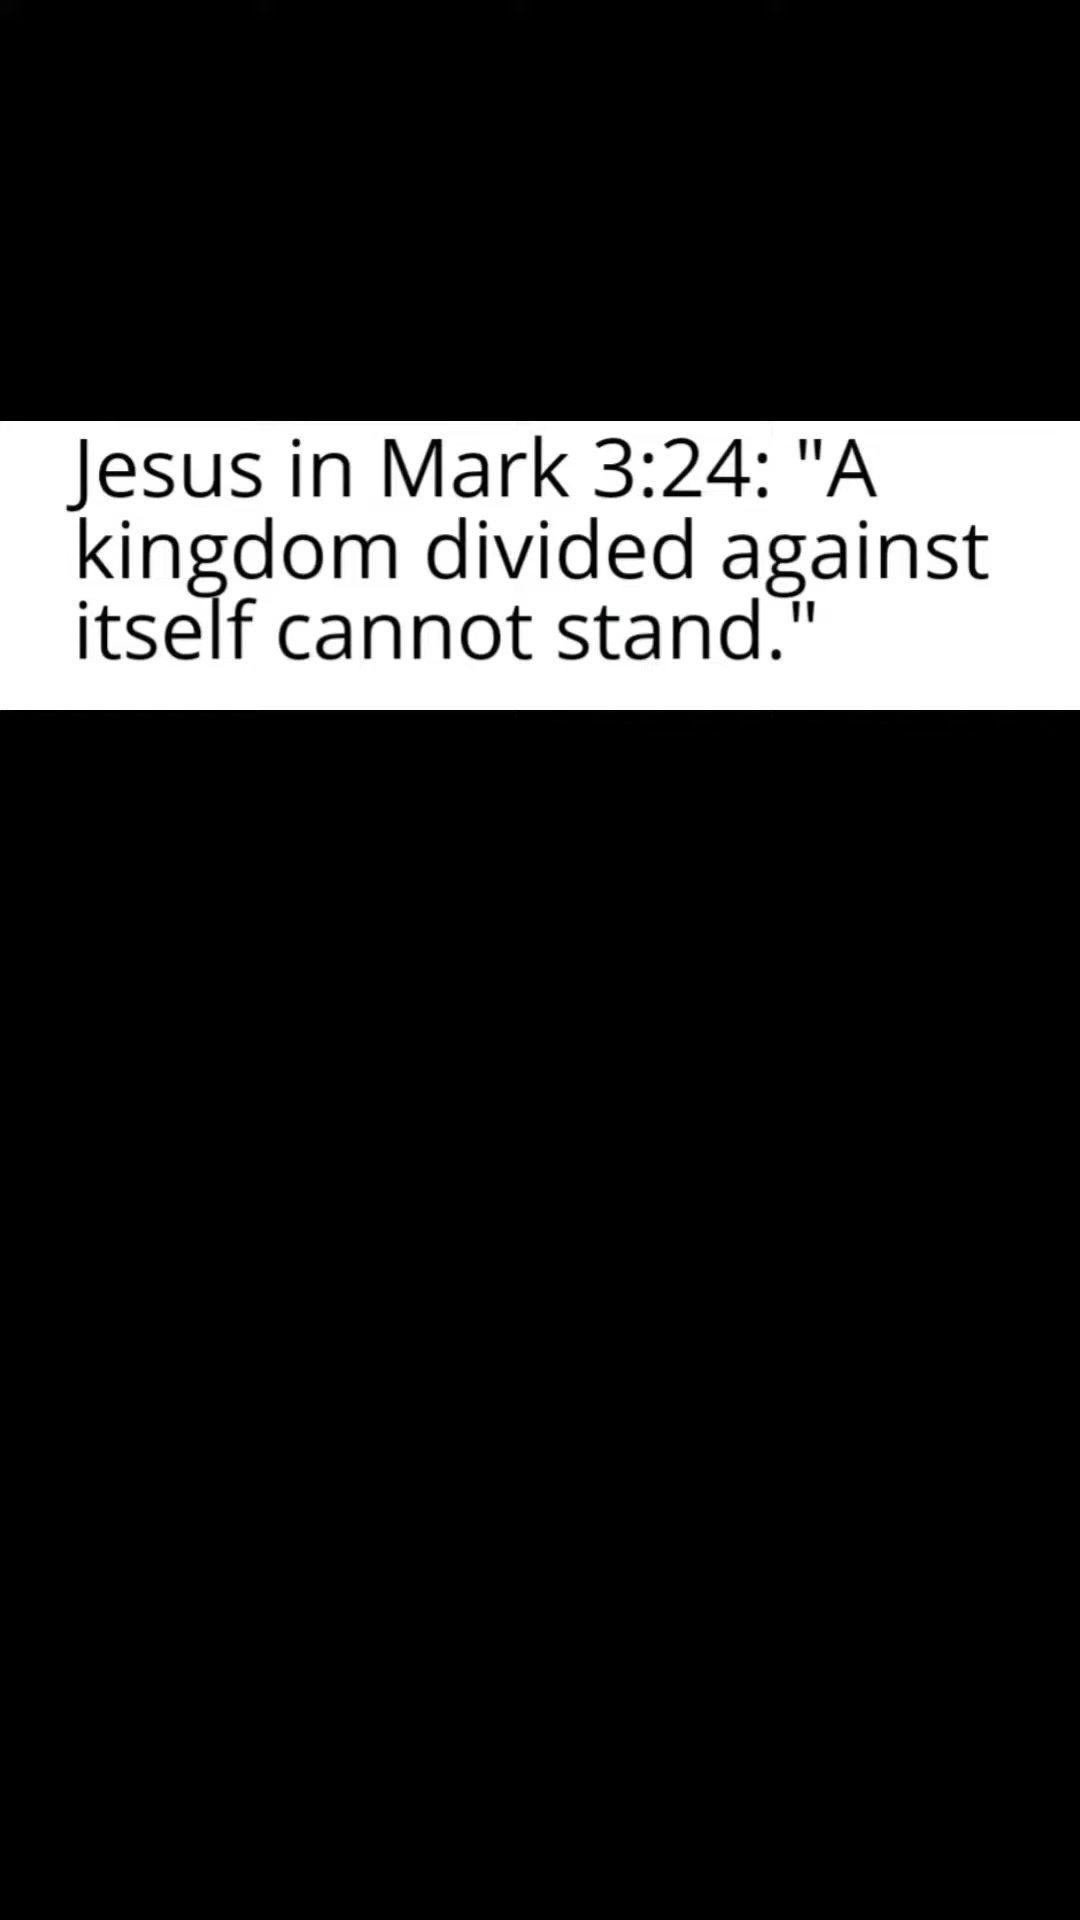 Jesus in Mark 3:24: "A
kingdom divided against
itself cannot stand."